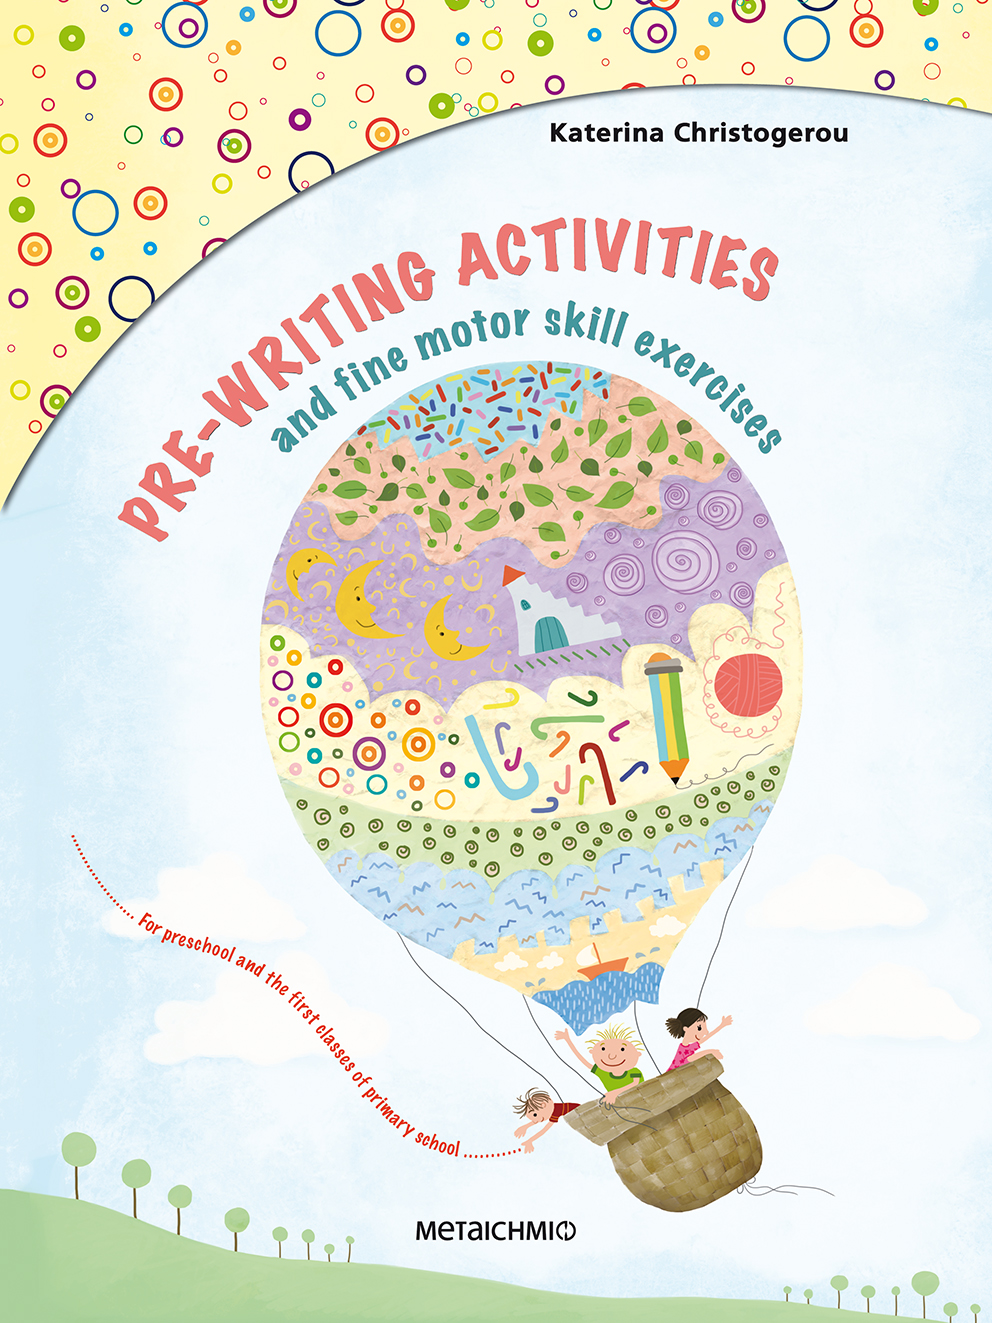 Katerina Christogerou
PRE-WRITING ACTIVITIES
and fine motor skill exercises
For preschool and the first classes of primary school
METAICHMIO